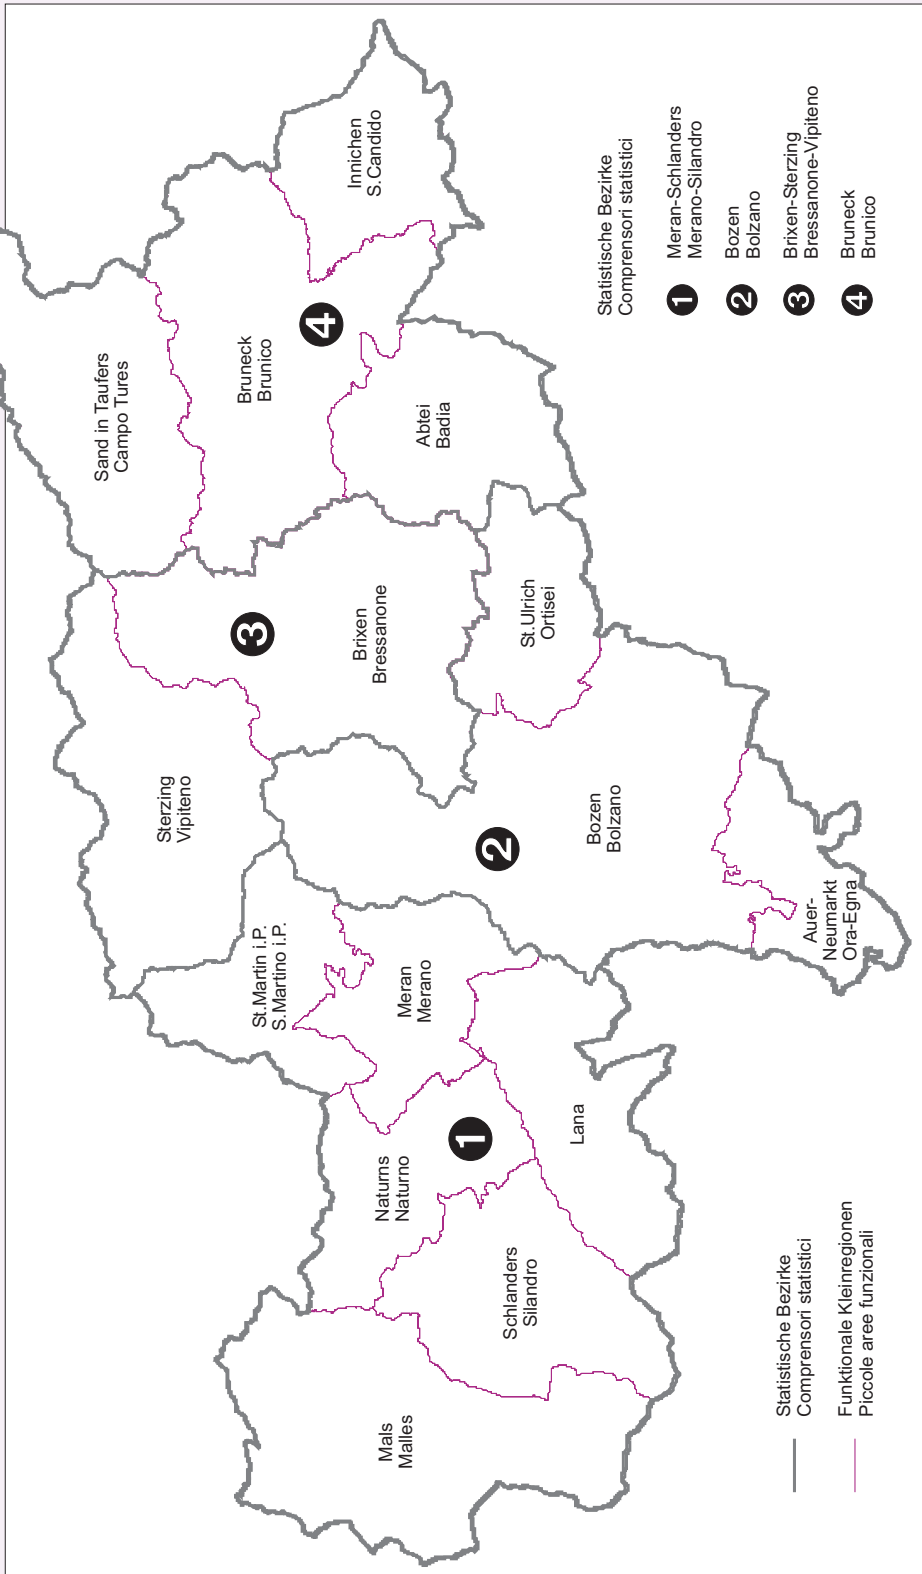 Sand in Taufers
Campo Tures
Innichen
S.Candido
Bruneck
Brunico
4
Abtei
Badia
Sterzing
Vipiteno
3
Brixen
Bressanone
St.Ulrich
Ortisei
St.Martin i.P.
S.Martino i.P.
Meran
Merano
2
Bozen
Bolzano
Auer-
Neumarkt
Ora-Egna
Naturns
Naturno
1
Lana
Schlanders
Silandro
Mals
Malles
Statistische Bezirke
Comprensori statistici
1 Meran-Schlanders
Merano-Silandro
2 Bozen
Bolzano
3 Brixen-Sterzing
Bressanone-Vipiteno
4 Bruneck
Brunico
Statistische Bezirke
Comprensori statistici
Funktionale Kleinregionen
Piccole aree funzionali